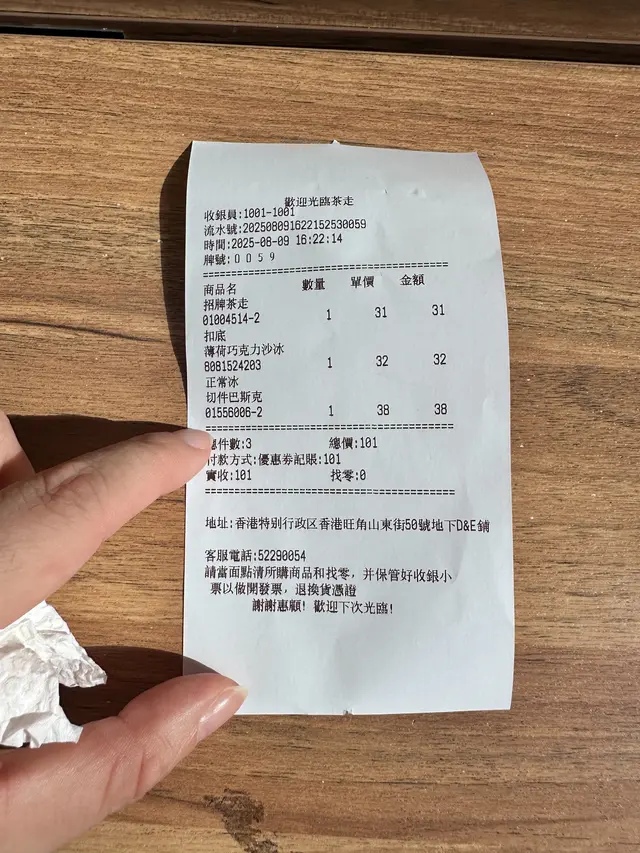 歡迎光臨茶走
收銀員:1001-1001
流水號:202508091622152530059
時間:2025-08-09 16:22:14
牌號:0059
==================================================
商品名 數量 單價 金額
招牌茶走
01004514-2 1 31 31
扣底
薄荷巧克力沙冰
8081524203 1 32 32
正常冰
切件巴斯克
01556006-2 1 38 38
==================================================
件數:3 總價:101
付款方式:優惠券記賬:101
實收:101 找零:0
==================================================
地址:香港特别行政区香港旺角山東街50號地下D&E鋪
客服電話:52290054
請當面點清所購商品和找零，并保管好收銀小
票以做開發票，退換貨憑證
謝謝惠顧! 歡迎下次光臨!